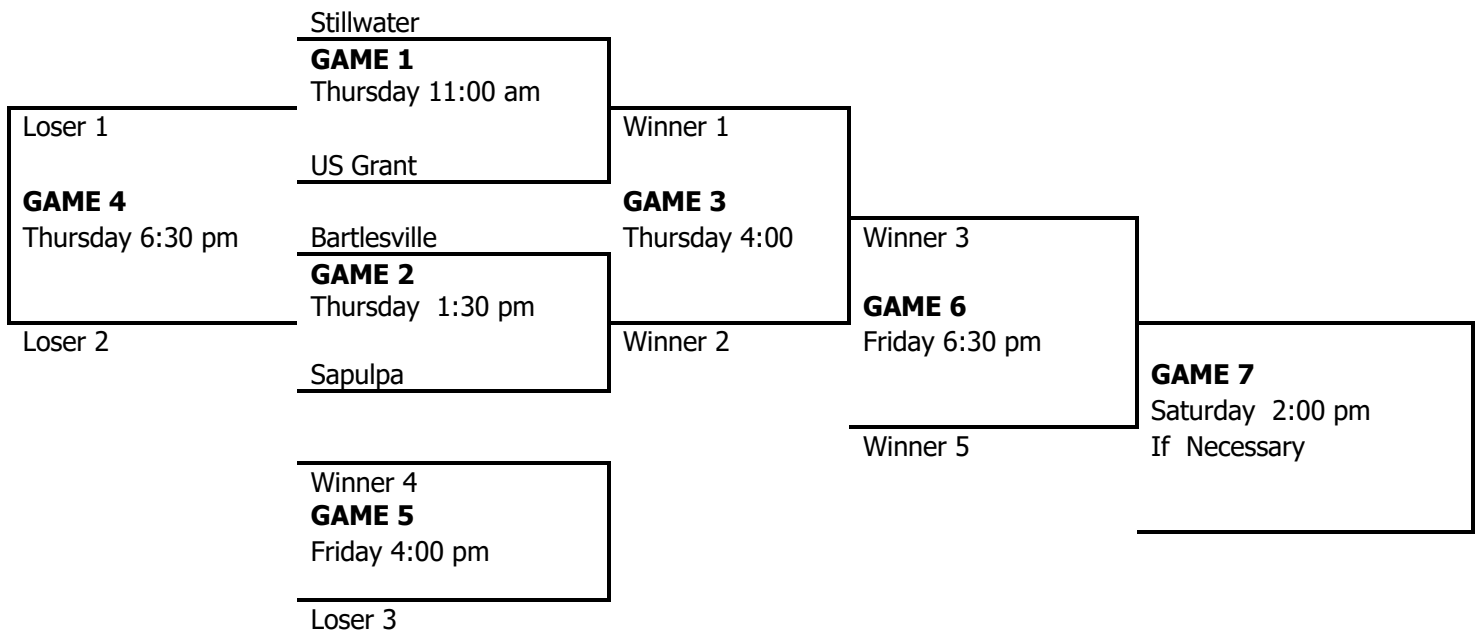 Stillwater
GAME 1
Thursday 11:00 am
Loser 1
Winner 1
US Grant
GAME 4
GAME 3
Thursday 6:30 pm
Bartlesville
Thursday 4:00
Winner 3
GAME 2
Thursday 1:30 pm
GAME 6
Loser 2
Winner 2
Friday 6:30 pm
Sapulpa
GAME 7
Saturday 2:00 pm
Winner 5
If Necessary
Winner 4
GAME 5
Friday 4:00 pm
Loser 3